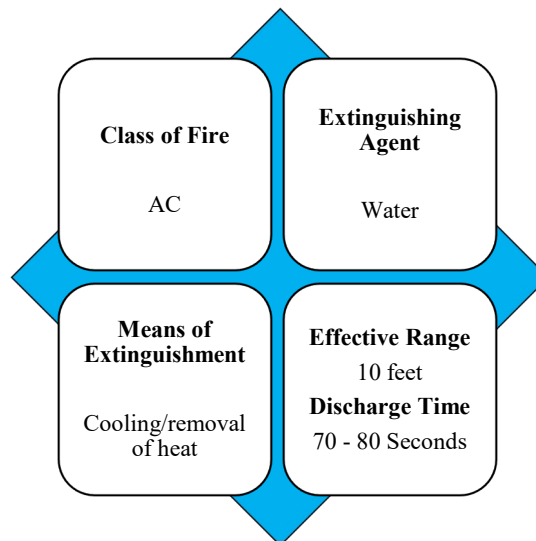 Class of Fire
AC
Extinguishing
Agent
Water
Means of
Extinguishment
Cooling/removal
of heat
Effective Range
10 feet
Discharge Time
70 - 80 Seconds